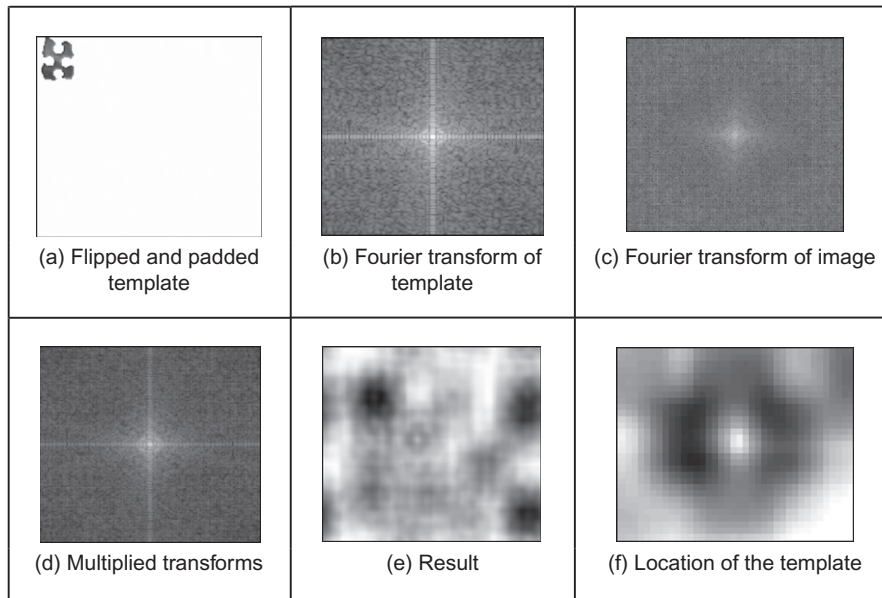 (a) Flipped and padded
template
(b) Fourier transform of
template
(c) Fourier transform of image
(d) Multiplied transforms
(e) Result
(f) Location of the template